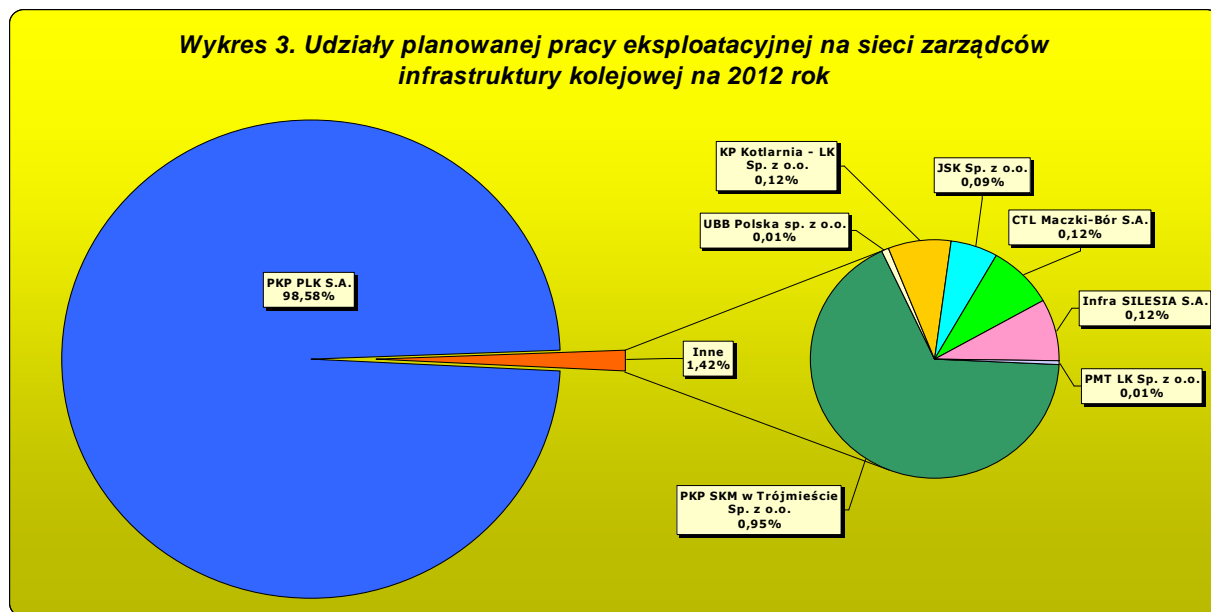 Wykres 3. Udziały planowanej pracy eksploatacyjnej na sieci zarządców
infrastruktury kolejowej na 2012 rok
PKP PLK S.A.
98,58%
Inne
1,42%
KP Kotlarnia - LK
Sp. z o.o.
0,12%
UBB Polska sp. z o.o.
0,01%
JSK Sp. z o.o.
0,09%
CTL Maczki-Bór S.A.
0,12%
Infra SILESIA S.A.
0,12%
PMT LK Sp. z o.o.
0,01%
PKP SKM w Trójmieście
Sp. z o.o.
0,95%